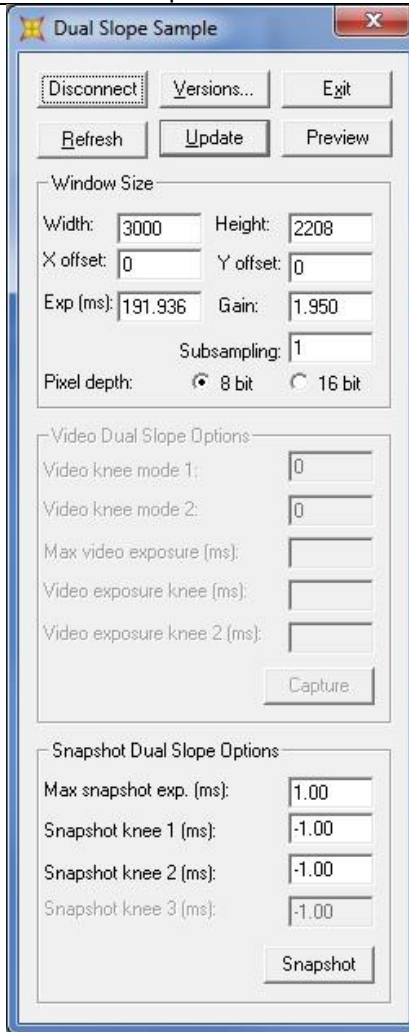 Dual Slope Sample
Disconnect Versions... Exit
Refresh Update Preview
Window Size
Width: 3000 Height: 2208
X offset: 0 Y offset: 0
Exp (ms): 191.936 Gain: 1.950
Subsampling: 1
Pixel depth: 8 bit 16 bit
Video Dual Slope Options
Video knee mode 1: 0
Video knee mode 2: 0
Max video exposure (ms):
Video exposure knee (ms):
Video exposure knee 2 (ms):
Capture
Snapshot Dual Slope Options
Max snapshot exp. (ms): 1.00
Snapshot knee 1 (ms): -1.00
Snapshot knee 2 (ms): -1.00
Snapshot knee 3 (ms): -1.00
Snapshot